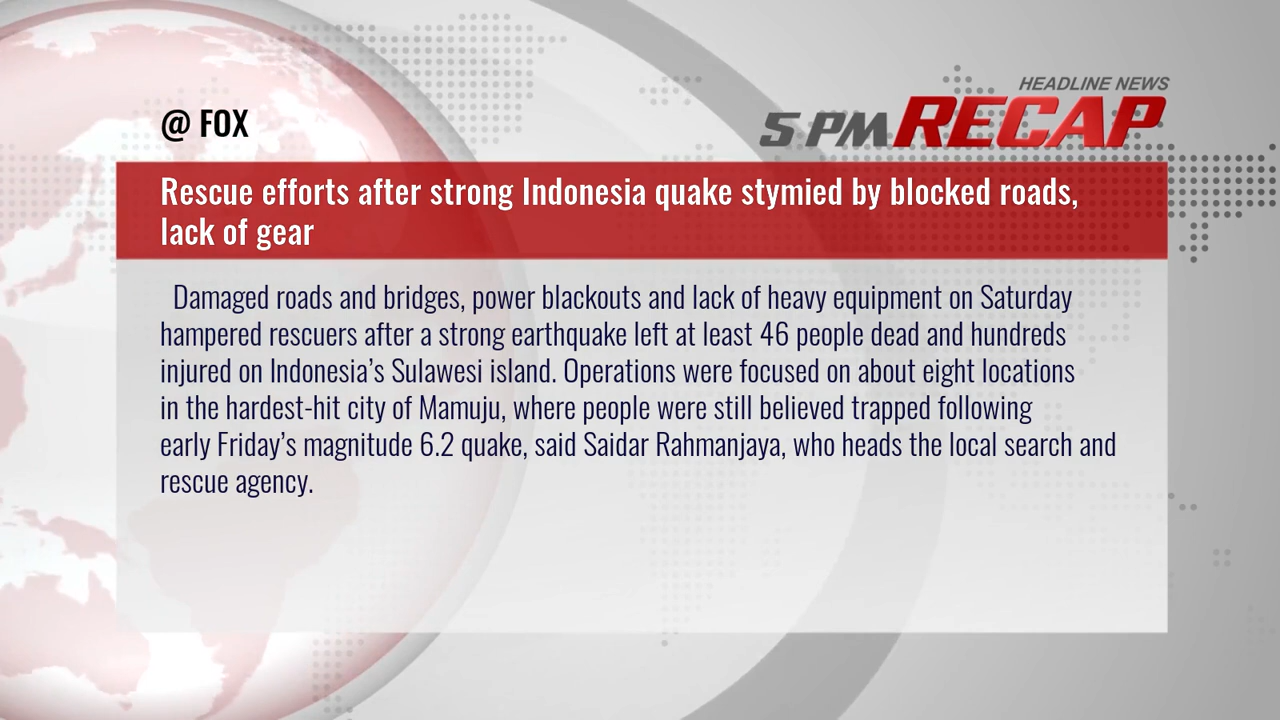 HEADLINE NEWS
@ FOX
5 PM RECAP
Rescue efforts after strong Indonesia quake stymied by blocked roads,
lack of gear
Damaged roads and bridges, power blackouts and lack of heavy equipment on Saturday
hampered rescuers after a strong earthquake left at least 46 people dead and hundreds
injured on Indonesia’s Sulawesi island. Operations were focused on about eight locations
in the hardest-hit city of Mamuju, where people were still believed trapped following
early Friday’s magnitude 6.2 quake, said Saidar Rahmanjaya, who heads the local search and
rescue agency.